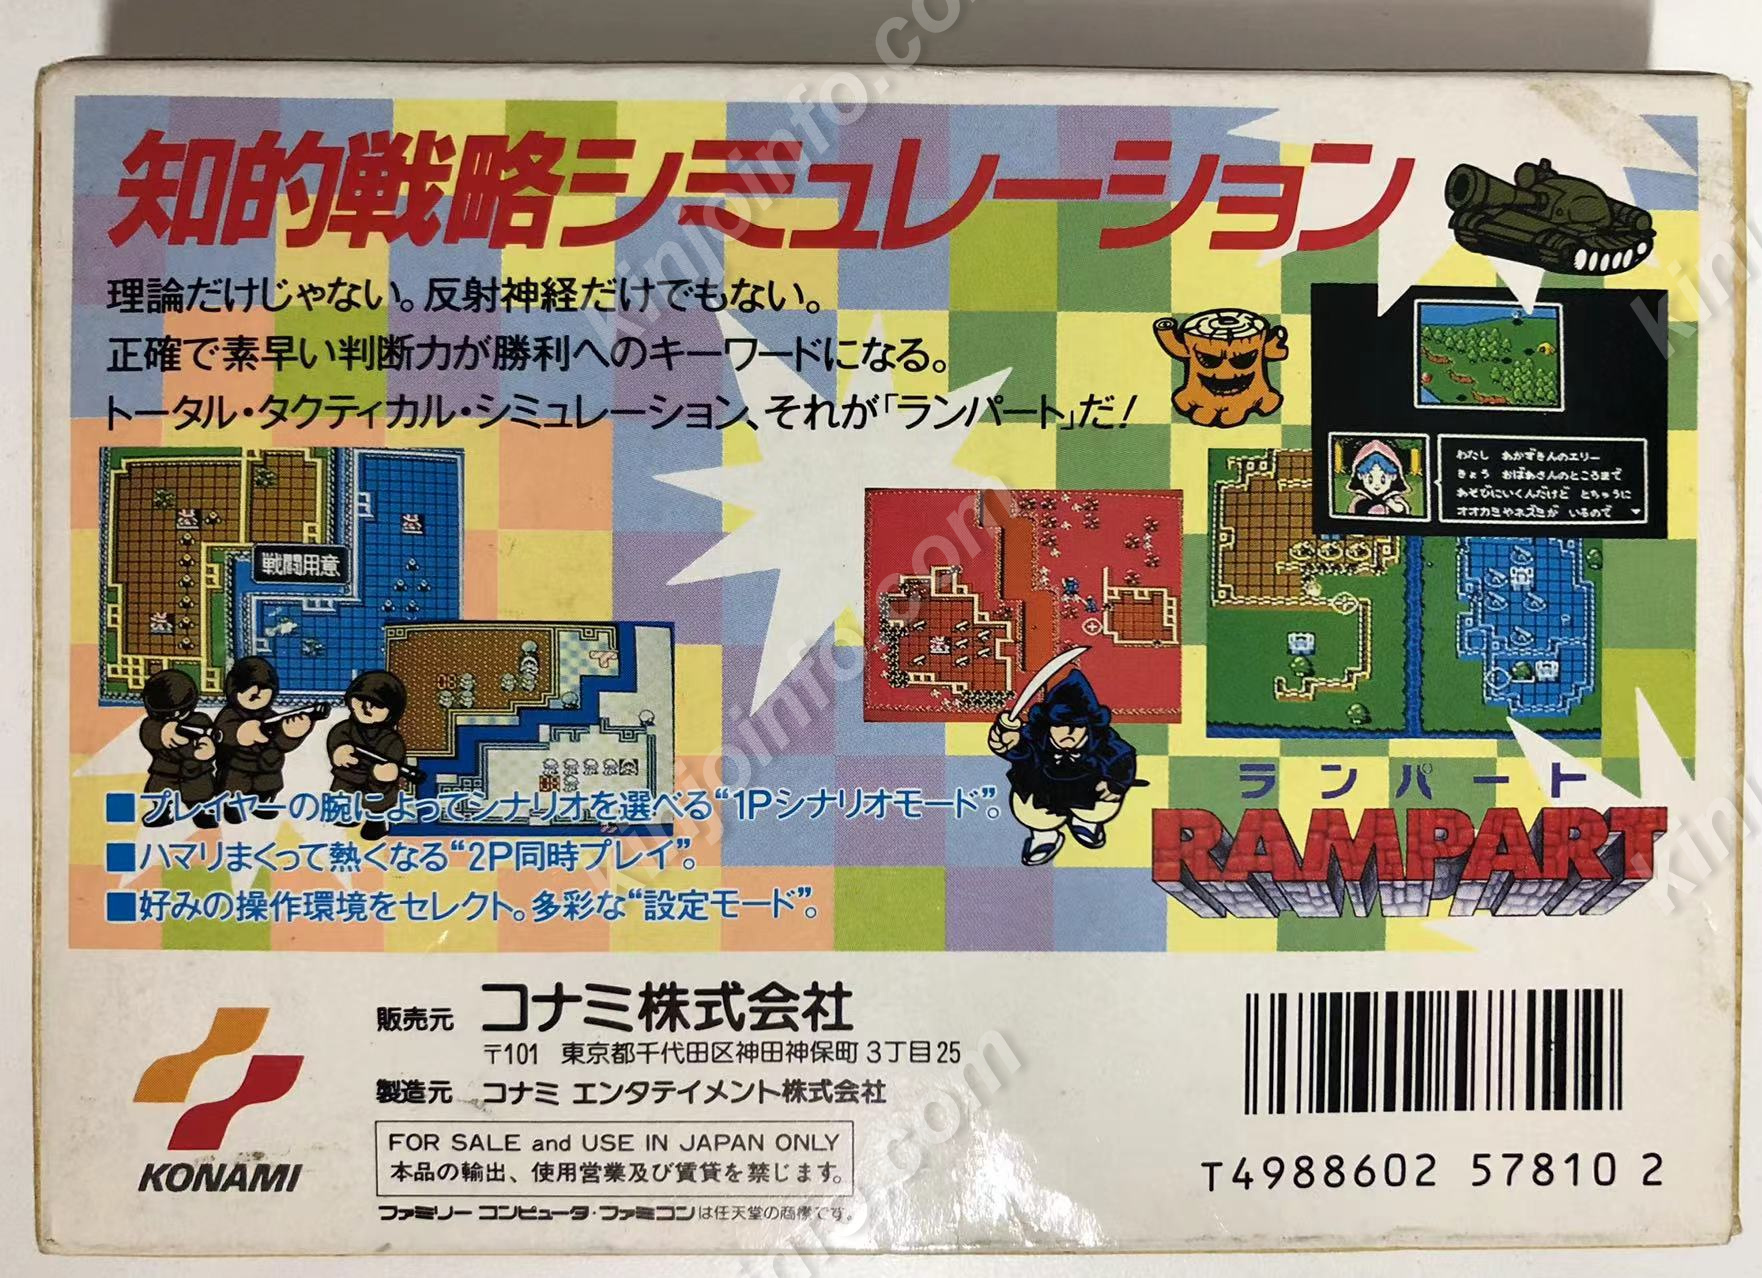 知的戦略シミュレーション
理論だけじゃない。反射神経だけでもない。
正確で素早い判断力が勝利へのキーワードになる。
トータル・タクティカル・シミュレーション、それが「ランパート」だ!
わたし あかずきんのエリー
きょう おばあさんのところまで
あそびにいくんだけど とちゅうに
オオカミやネズミが いるので
戦闘用意
■プレイヤーの腕によってシナリオを選べる“1Pシナリオモード”。
■ハマリまくって熱くなる“2P同時プレイ”。
■好みの操作環境をセレクト。多彩な“設定モード”。
ランパート
RAMPART
KONAMI
販売元 コナミ株式会社
〒101 東京都千代田区神田神保町3丁目25
製造元 コナミ エンタテイメント株式会社
FOR SALE and USE IN JAPAN ONLY
本品の輸出、使用営業及び賃貸を禁じます。
ファミリーコンピュータ・ファミコンは任天堂の商標です。
T4988602 57810 2
kinjoinfo.com
kinjoinfo.com
kinjoinfo.com